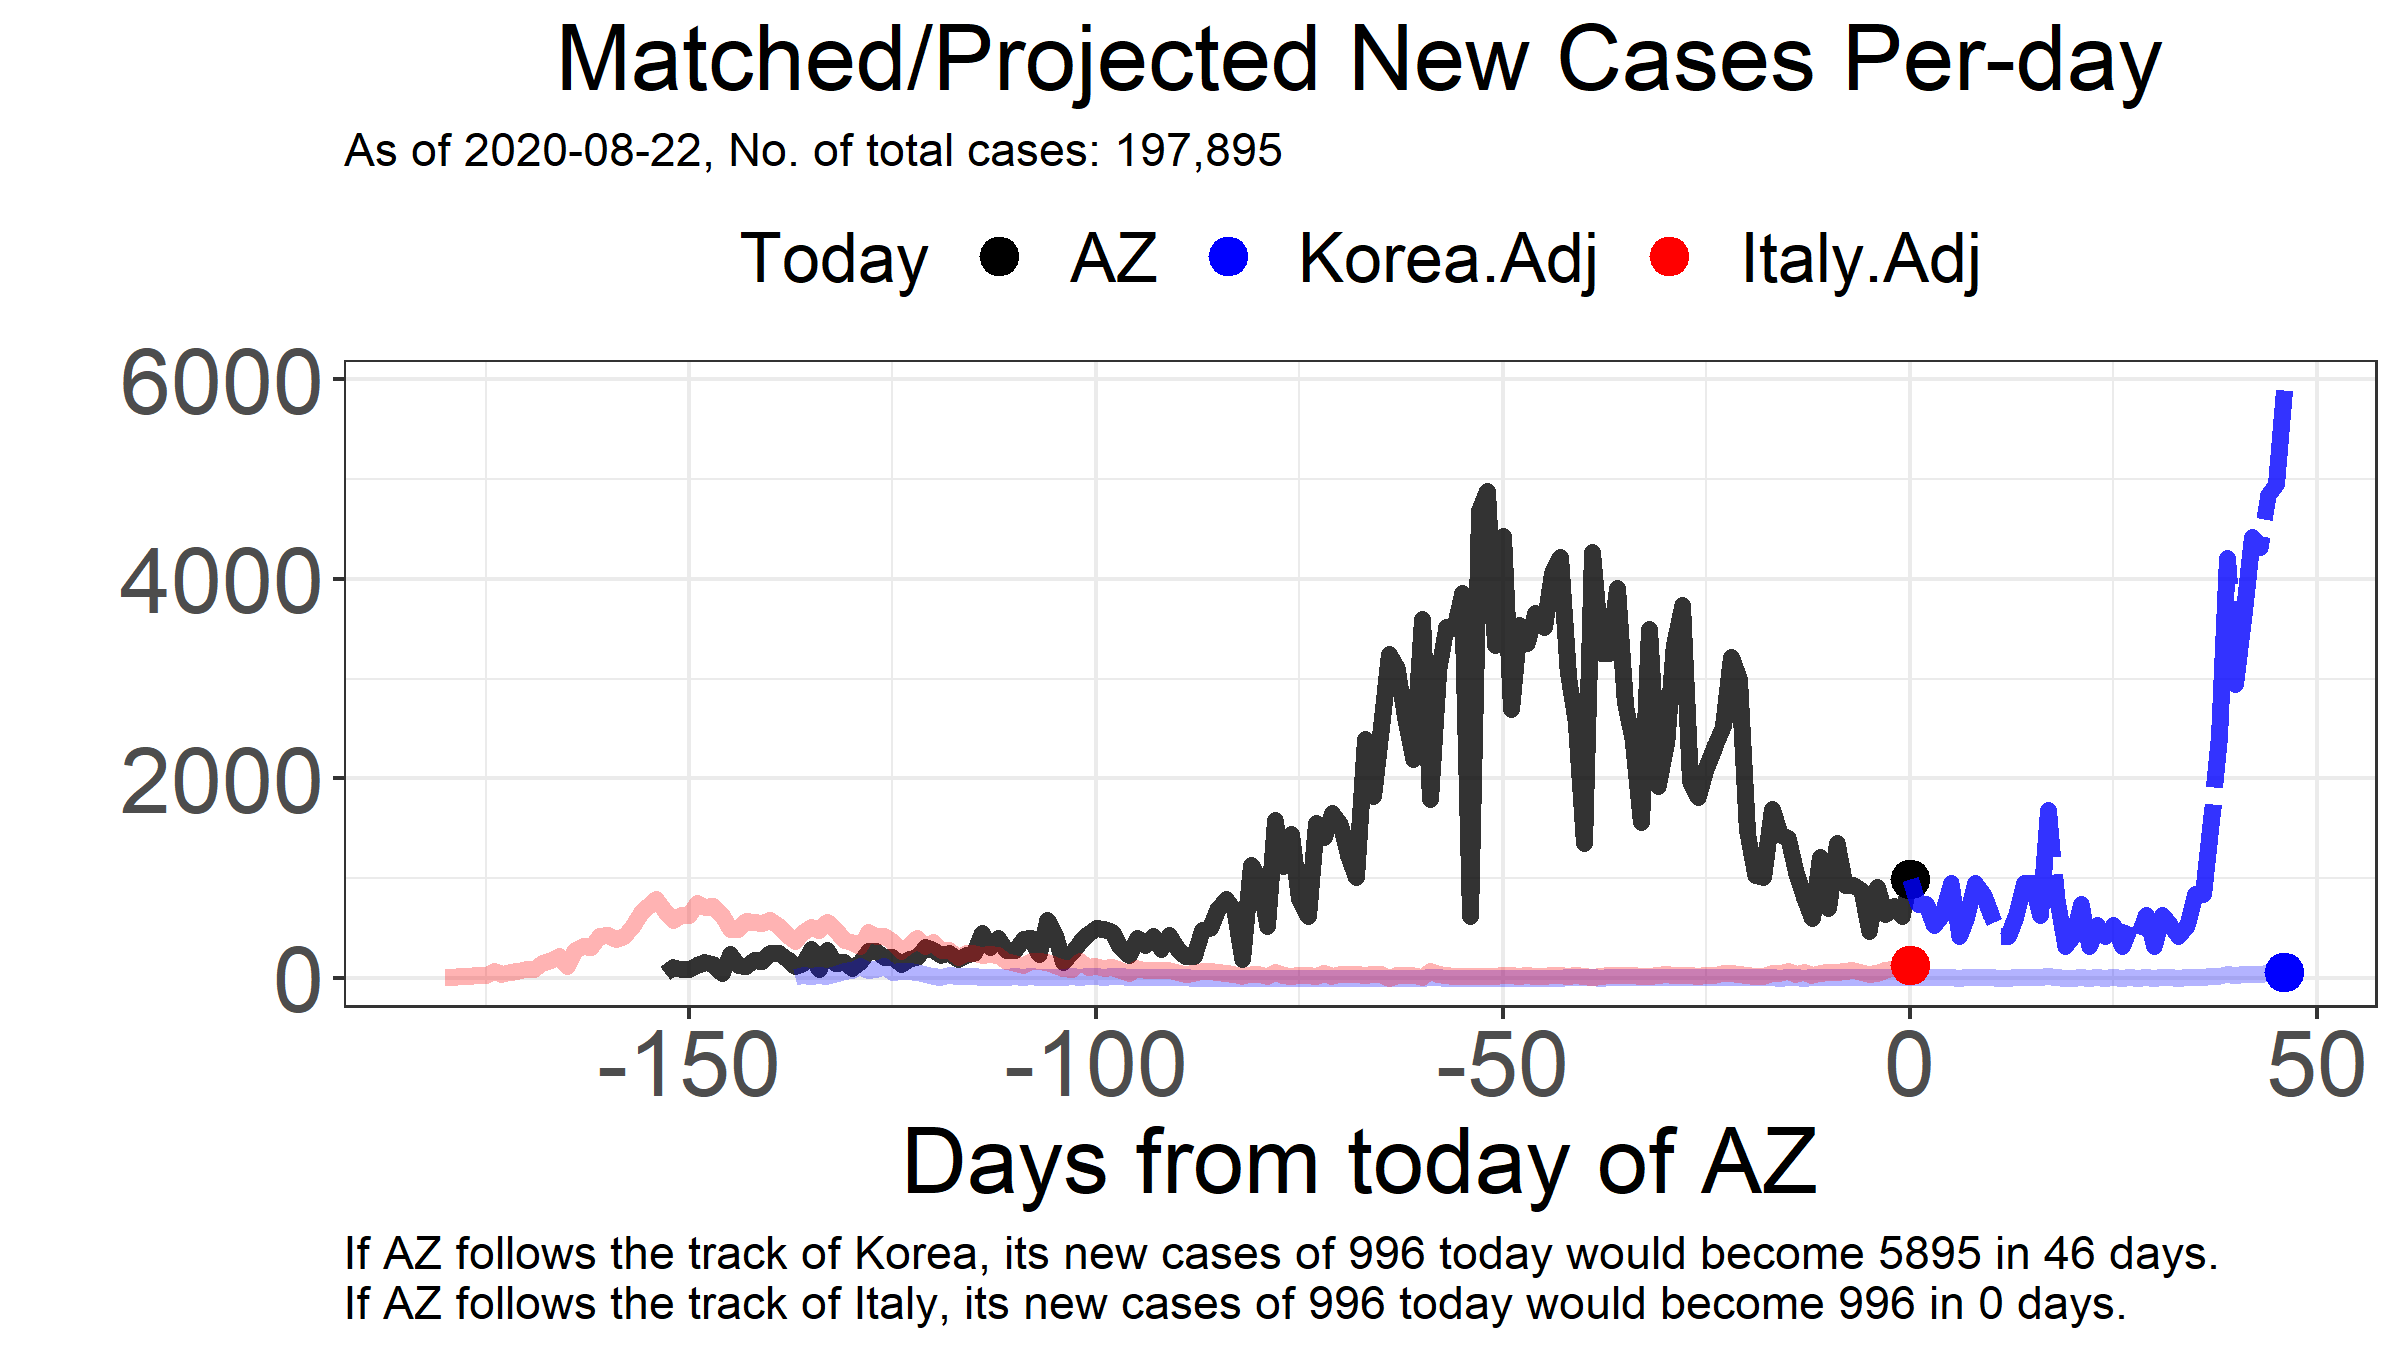 Matched/Projected New Cases Per-day
As of 2020-08-22, No. of total cases: 197,895
Today AZ Korea.Adj Italy.Adj
6000
4000
2000
0
-150 -100 -50 0 50
Days from today of AZ
If AZ follows the track of Korea, its new cases of 996 today would become 5895 in 46 days.
If AZ follows the track of Italy, its new cases of 996 today would become 996 in 0 days.